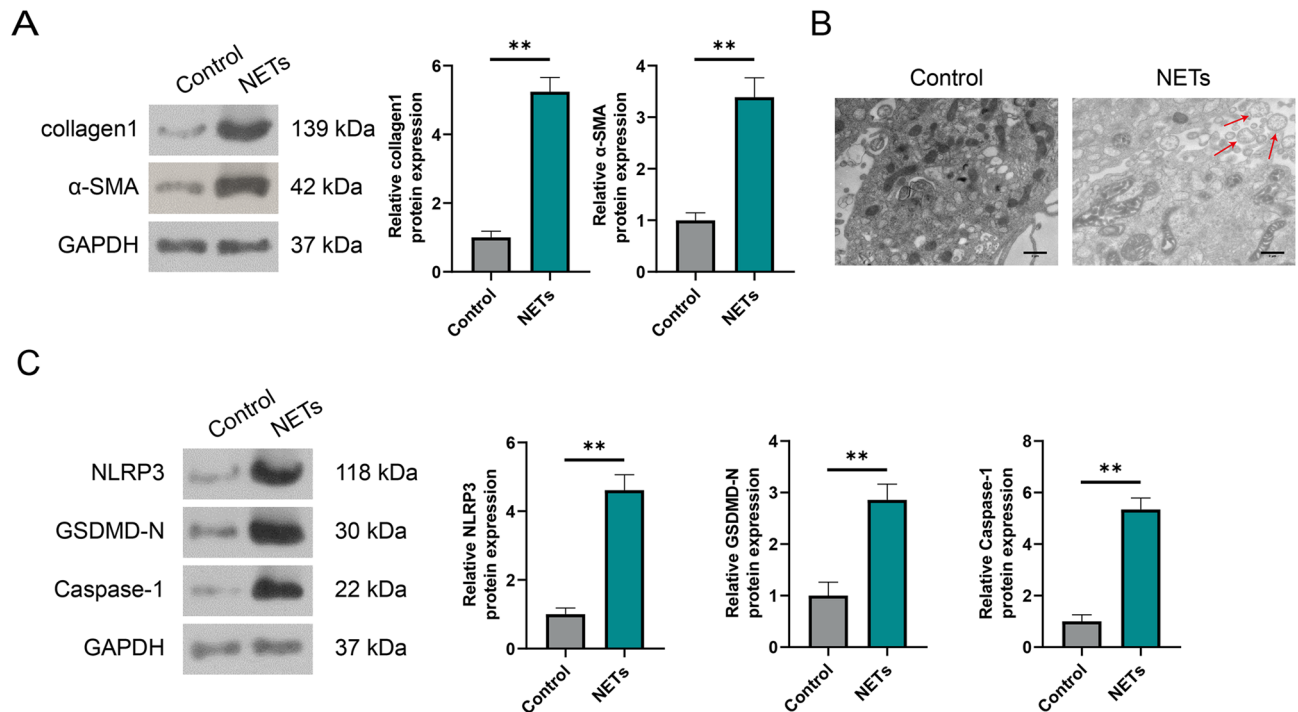 A
Control
NETs
collagen1
139 kDa
α-SMA
42 kDa
GAPDH
37 kDa
Relative collagen1
protein expression
**
6
4
2
0
Control
NETs
Relative α-SMA
protein expression
**
4
3
2
1
0
Control
NETs
B
Control
NETs
C
Control
NETs
NLRP3
118 kDa
GSDMD-N
30 kDa
Caspase-1
22 kDa
GAPDH
37 kDa
Relative NLRP3
protein expression
**
6
4
2
0
Control
NETs
Relative GSDMD-N
protein expression
**
4
3
2
1
0
Control
NETs
Relative Caspase-1
protein expression
**
8
6
4
2
0
Control
NETs